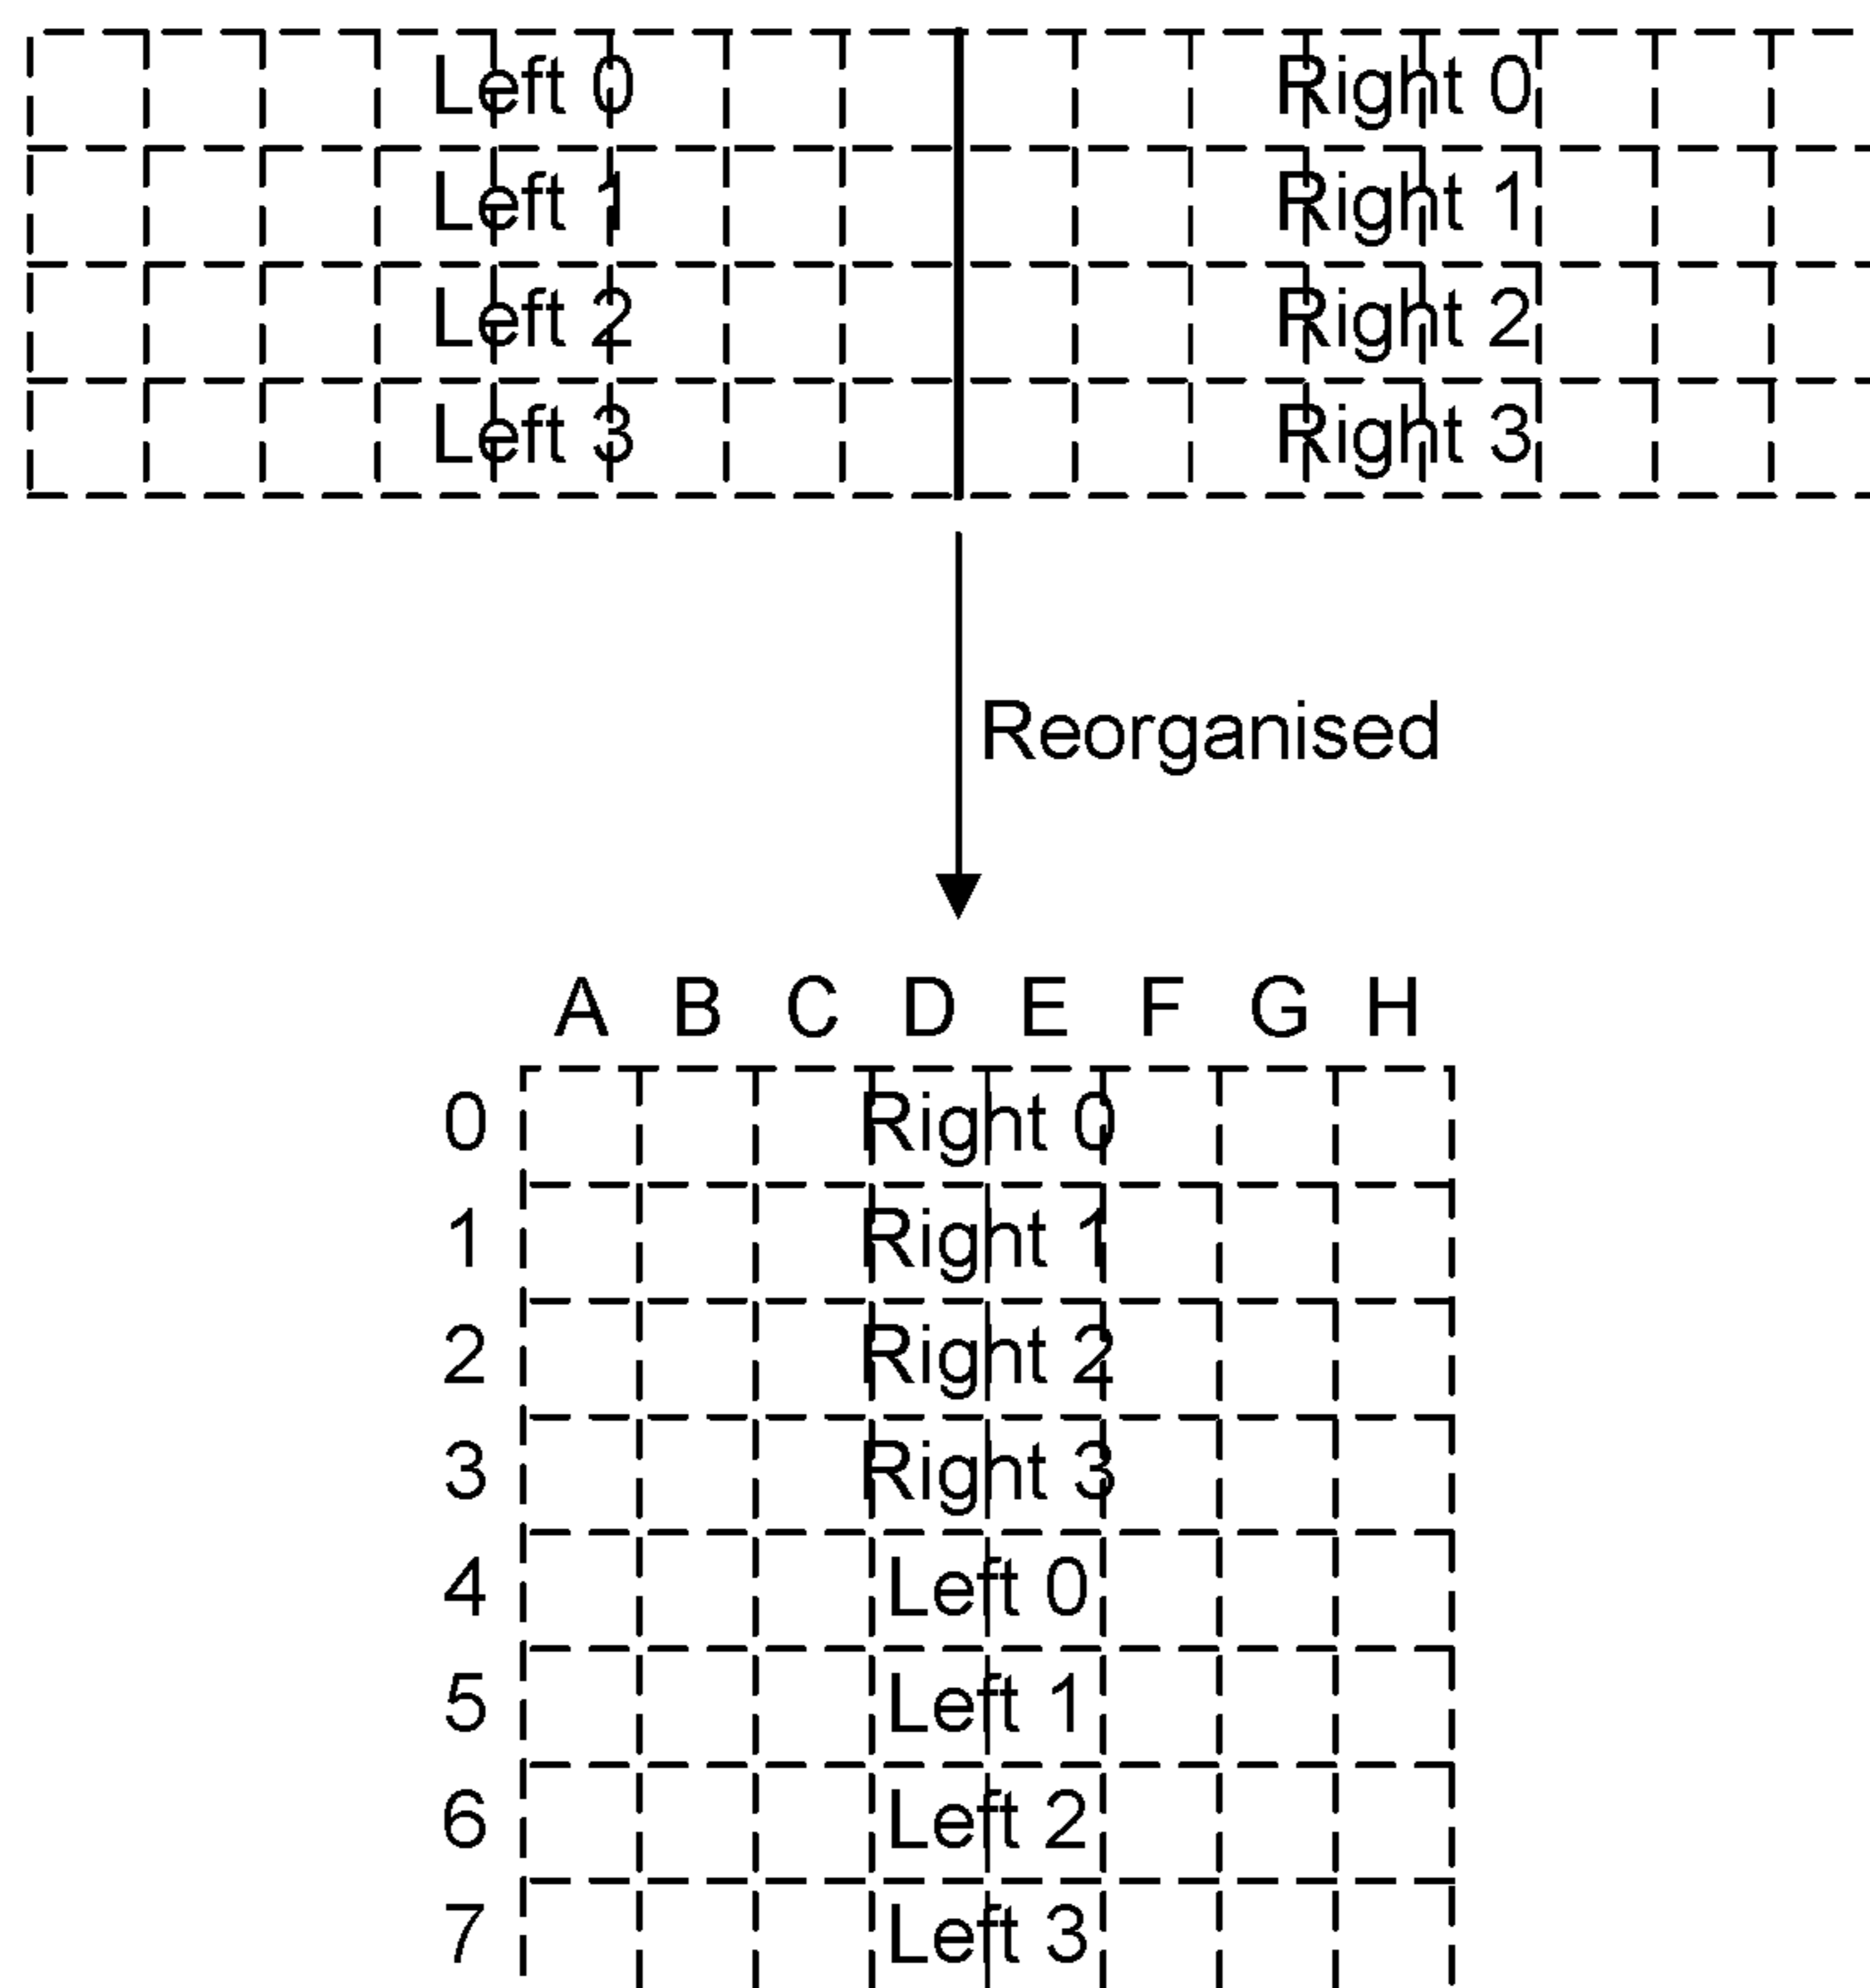 Left 0 Right 0
Left 1 Right 1
Left 2 Right 2
Left 3 Right 3
Reorganised
A B C D E F G H
0 Right 0
1 Right 1
2 Right 2
3 Right 3
4 Left 0
5 Left 1
6 Left 2
7 Left 3